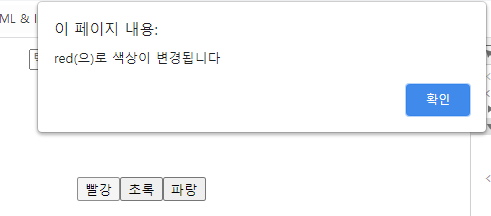 ML & I
이 페이지 내용:
red(으)로 색상이 변경됩니다
확인
빨강 초록 파랑